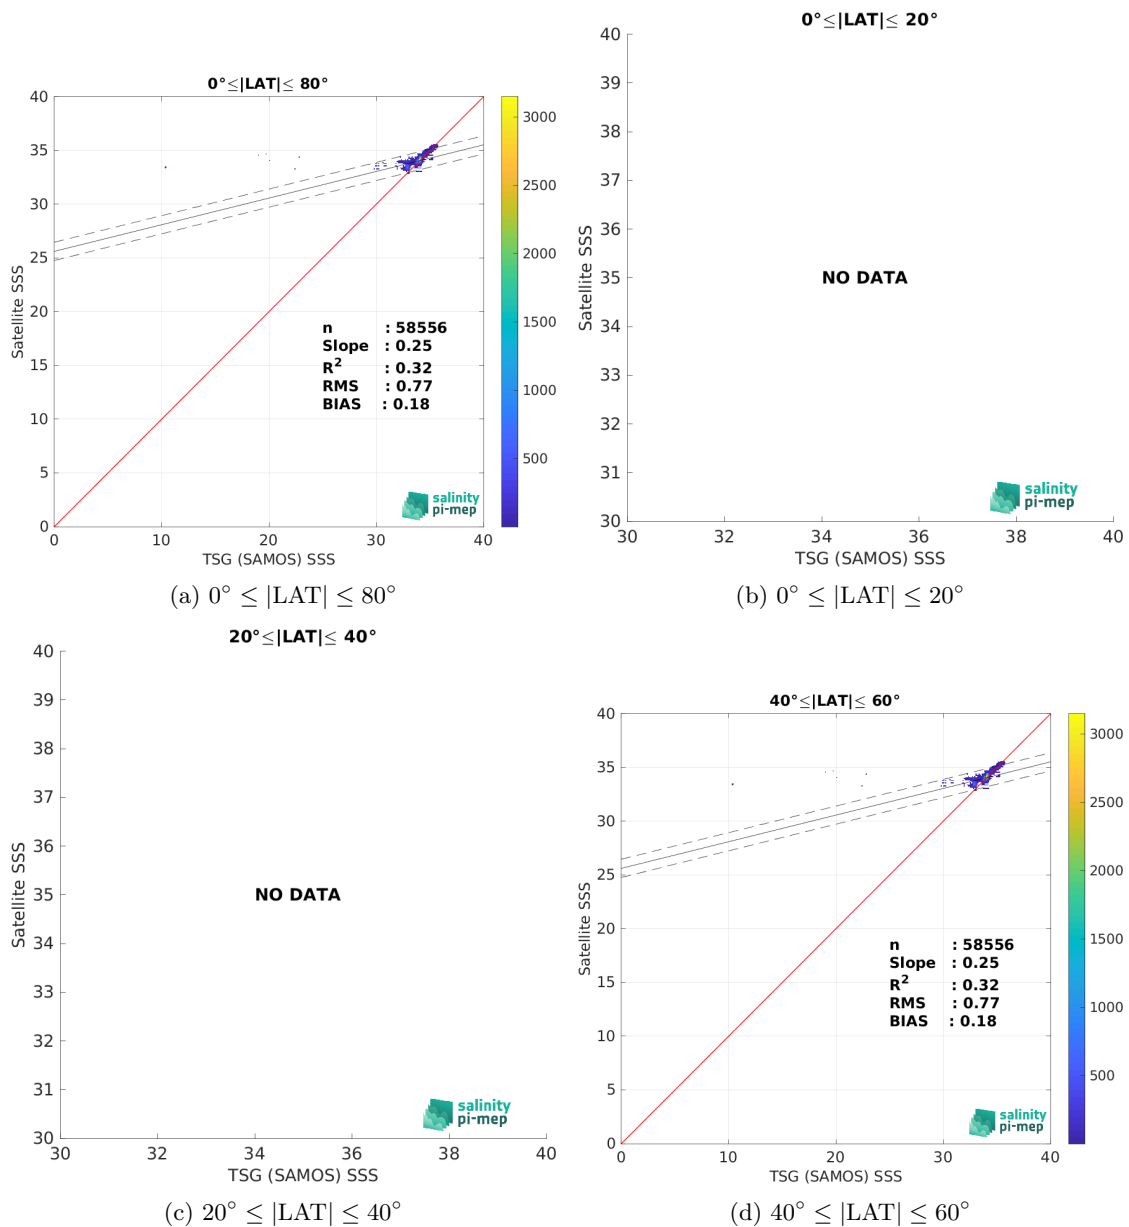 0°≤|LAT|≤ 80°
40
35
30
25
20
15
10
5
0
0
10
20
30
40
Satellite SSS
TSG (SAMOS) SSS
n : 58556
Slope : 0.25
R² : 0.32
RMS : 0.77
BIAS : 0.18
salinity
pi-mep
3000
2500
2000
1500
1000
500
(a) 0° ≤ |LAT| ≤ 80°
0°≤|LAT|≤ 20°
40
39
38
37
36
35
34
33
32
31
30
30
32
34
36
38
40
Satellite SSS
NO DATA
TSG (SAMOS) SSS
salinity
pi-mep
(b) 0° ≤ |LAT| ≤ 20°
20°≤|LAT|≤ 40°
40
39
38
37
36
35
34
33
32
31
30
30
32
34
36
38
40
Satellite SSS
NO DATA
TSG (SAMOS) SSS
salinity
pi-mep
(c) 20° ≤ |LAT| ≤ 40°
40°≤|LAT|≤ 60°
40
35
30
25
20
15
10
5
0
0
10
20
30
40
Satellite SSS
TSG (SAMOS) SSS
n : 58556
Slope : 0.25
R² : 0.32
RMS : 0.77
BIAS : 0.18
salinity
pi-mep
3000
2500
2000
1500
1000
500
(d) 40° ≤ |LAT| ≤ 60°